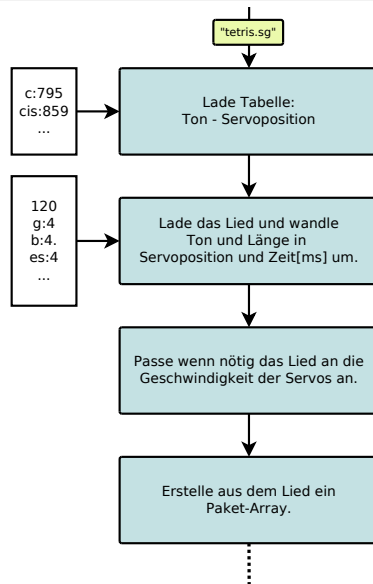 "tetris.sg"
c:795
cis:859
...
Lade Tabelle:
Ton - Servoposition
120
g:4
b:4.
es:4
...
Lade das Lied und wandle
Ton und Länge in
Servoposition und Zeit[ms] um.
Passe wenn nötig das Lied an die
Geschwindigkeit der Servos an.
Erstelle aus dem Lied ein
Paket-Array.